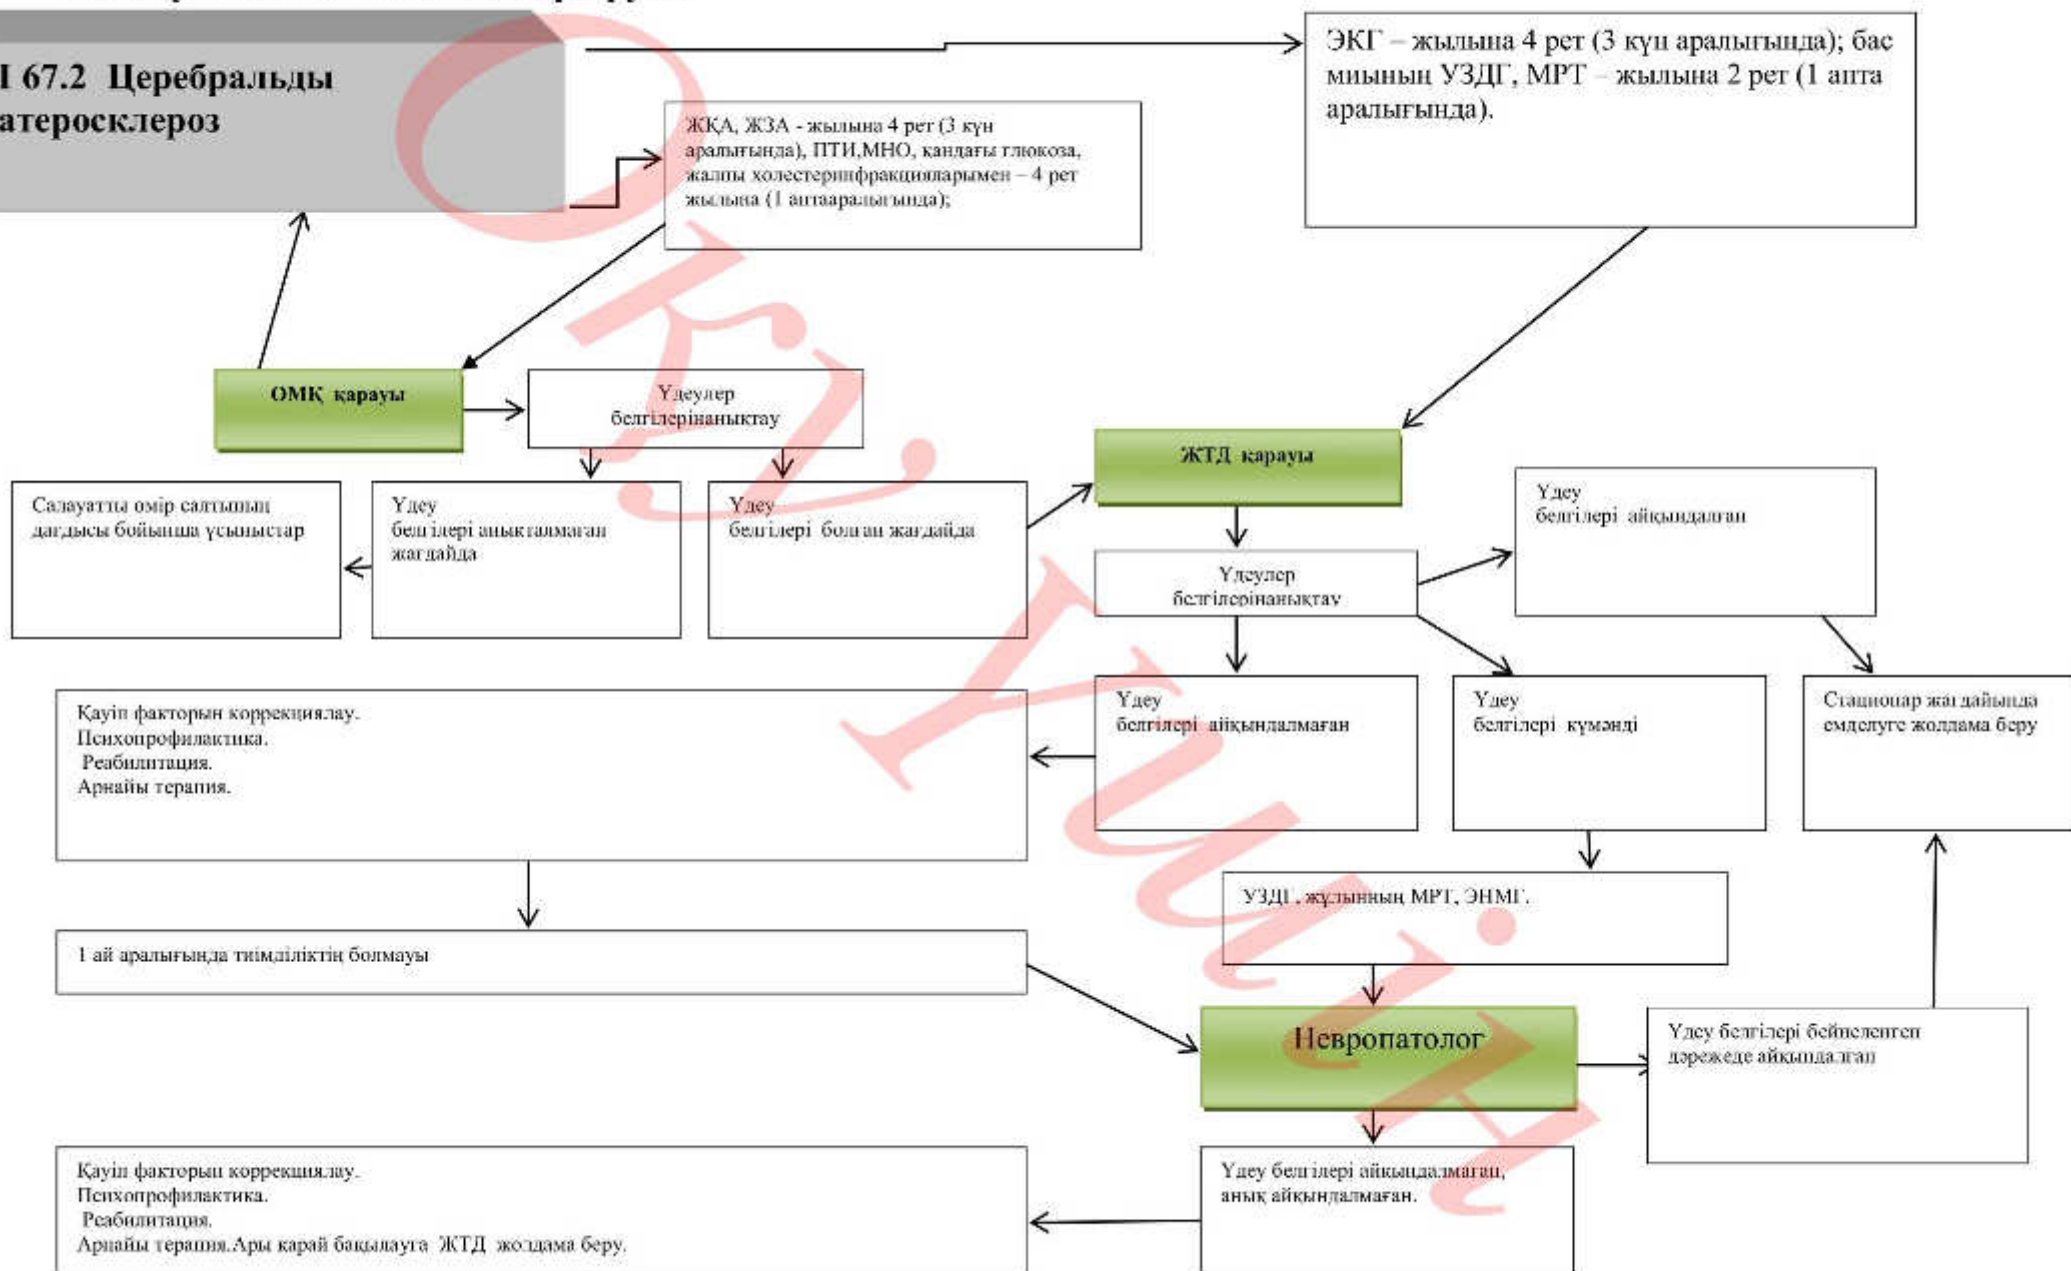 I 67.2 Церебральды
атеросклероз
ЭКГ – жылына 4 рет (3 күн аралығында); бас
миының УЗДГ, МРТ – жылына 2 рет (1 апта
аралығында).
ЖҚА, ЖЗА - жылына 4 рет (3 күн
аралығында), ПТИ,МНО, қандағы глюкоза,
жалпы холестеринфракцияларымен – 4 рет
жылына (1 аптааралығында);
ОМҚ қарауы
Үдеулер
белгілерінанықтау
ЖТД қарауы
Салауатты өмір салтының
дағдысы бойынша ұсыныстар
Үдеу
белгілері анықталмаған
жағдайда
Үдеу
белгілері болған жағдайда
Үдеу
белгілері айқындалған
Үдеулер
белгілерінанықтау
Қауіп факторын коррекциялау.
Психопрофилактика.
Реабилитация.
Арнайы терапия.
Үдеу
белгілері айқындалмаған
Үдеу
белгілері күмәнді
Стационар жағдайында
емделуге жолдама беру
УЗДГ, жұлынның МРТ, ЭНМГ.
1 ай аралығында тиімділіктің болмауы
Невропатолог
Үдеу белгілері бейнеленген
дәрежеде айқындалған
Қауіп факторын коррекциялау.
Психопрофилактика.
Реабилитация.
Арнайы терапия.Ары қарай бақылауға ЖТД жолдама беру.
Үдеу белгілері айқындалмаған,
анық айқындалмаған.
Оқу үшін